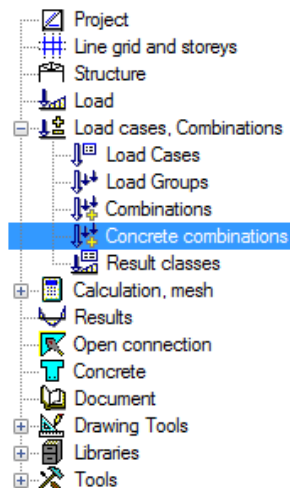 Project
Line grid and storeys
Structure
Load
Load cases, Combinations
Load Cases
Load Groups
Combinations
Concrete combinations
Result classes
Calculation, mesh
Results
Open connection
Concrete
Document
Drawing Tools
Libraries
Tools